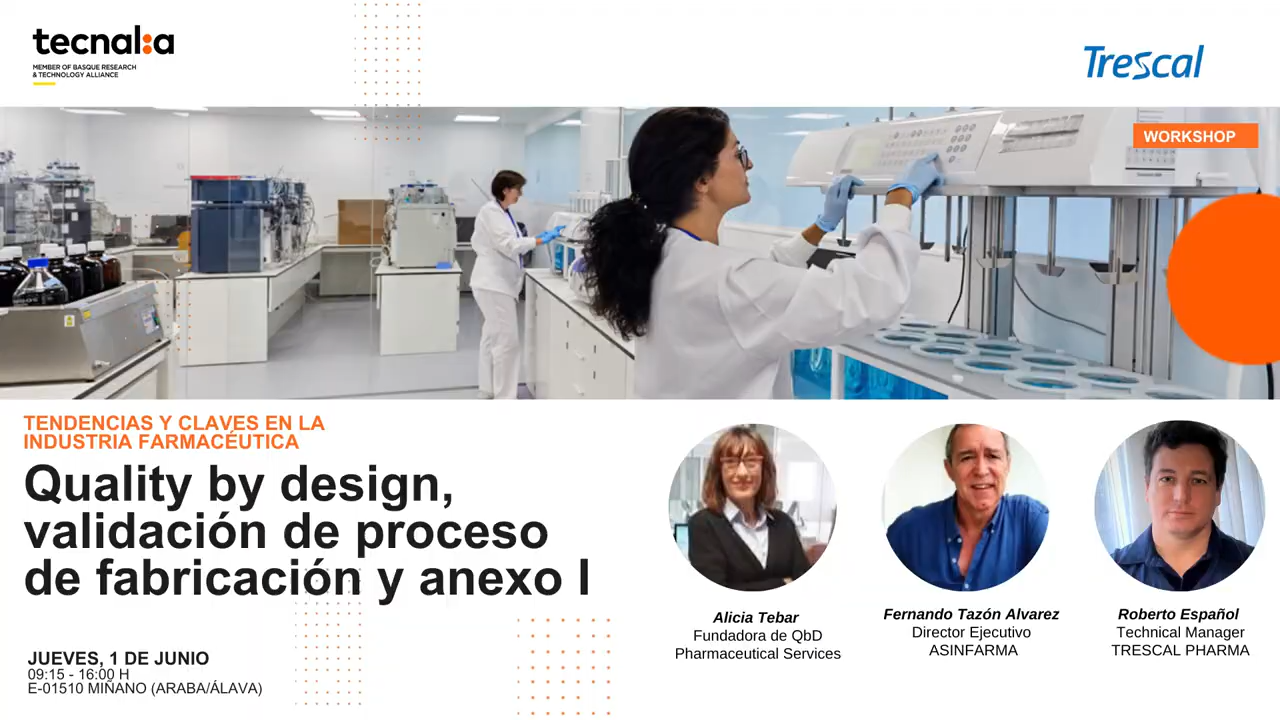 tecnal:a
MEMBER OF BASQUE RESEARCH
& TECHNOLOGY ALLIANCE
Trescal
WORKSHOP
TENDENCIAS Y CLAVES EN LA
INDUSTRIA FARMACÉUTICA
Quality by design,
validación de proceso
de fabricación y anexo I
JUEVES, 1 DE JUNIO
09:15 - 16:00 H
E-01510 MIÑANO (ARABA/ÁLAVA)
Alicia Tebar
Fundadora de QbD
Pharmaceutical Services
Fernando Tazón Alvarez
Director Ejecutivo
ASINFARMA
Roberto Español
Technical Manager
TRESCAL PHARMA